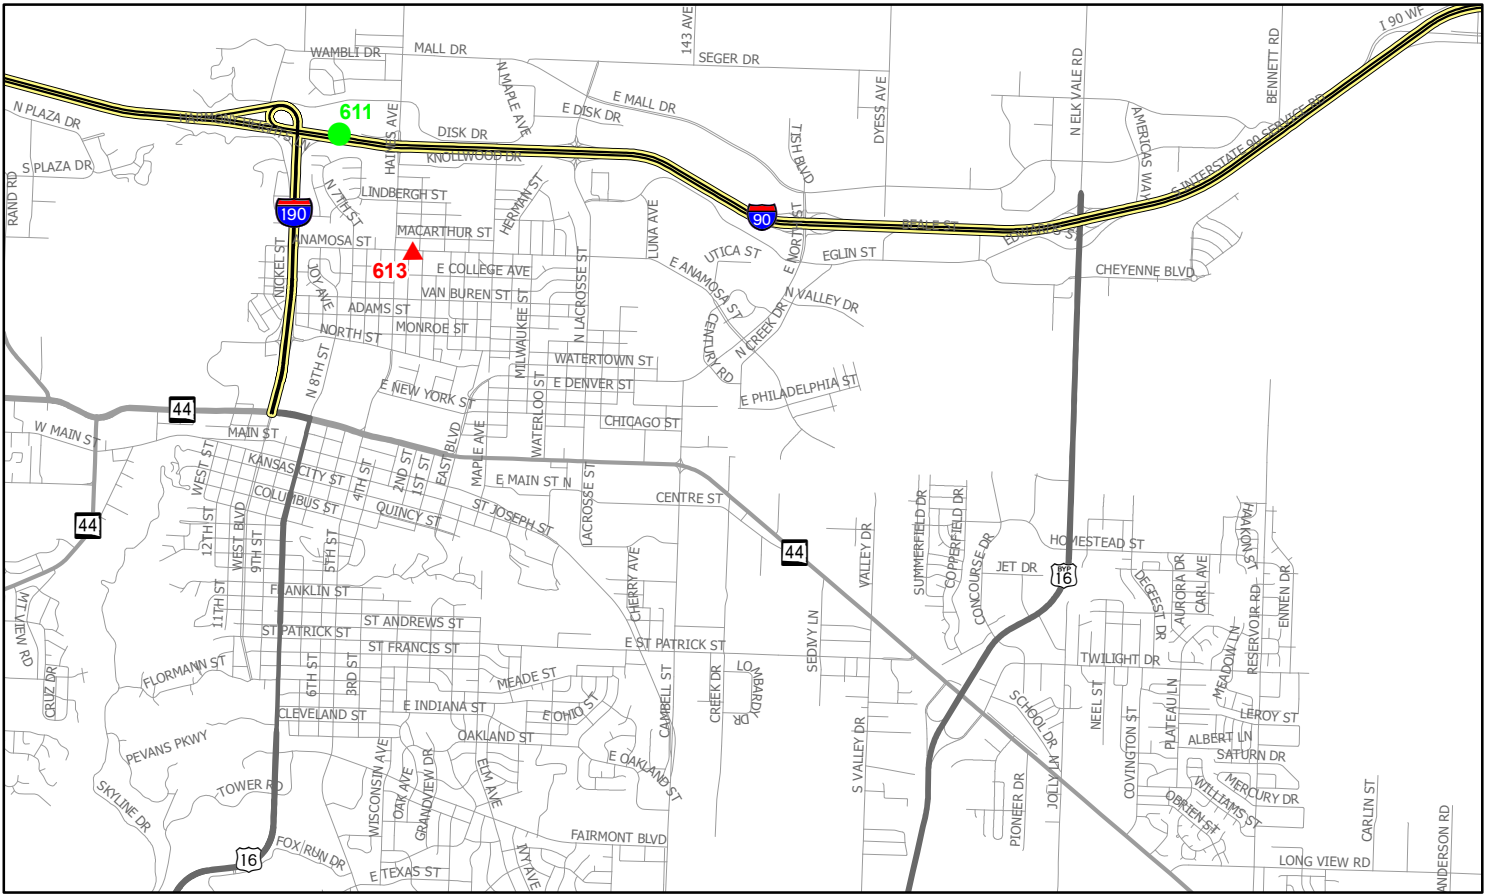 I 90 WF
143 AVE
WAMBLI DR
MALL DR
SEGER DR
N ELK VALE RD
BENNETT RD
N MAPLE AVE
E MALL DR
E DISK DR
DYESS AVE
N PLAZA DR
611
HAINES AVE
DISK DR
TISH BLVD
AMERICAS WAY
S INTERSTATE 90 SERVICE RD
KNOLLWOOD DR
S PLAZA DR
RAND RD
N 7TH ST
LINDBERGH ST
HERMAN ST
190
90
LUNA AVE
E NORTH ST
BEALE ST
EDWARDS ST
MACARTHUR ST
ANAMOSA ST
NICKEL ST
JOY AVE
613
E COLLEGE AVE
UTICA ST
EGLIN ST
E ANAMOSA ST
CHEYENNE BLVD
VAN BUREN ST
N LACROSSE ST
N VALLEY DR
ADAMS ST
MONROE ST
NORTH ST
MILWAUKEE ST
CENTURY RD
N CREEK DR
WATERTOWN ST
N 8TH ST
E NEW YORK ST
E DENVER ST
E PHILADELPHIA ST
44
WATERLOO ST
CHICAGO ST
W MAIN ST
MAIN ST
EAST BLVD
MAPLE AVE
WEST ST
KANSAS CITY ST
4TH ST
2ND ST
1ST ST
E MAIN ST N
LACROSSE ST
CENTRE ST
COLUMBUS ST
QUINCY ST
ST JOSEPH ST
44
12TH ST
WEST BLVD
9TH ST
5TH ST
44
VALLEY DR
SUMMERFIELD DR
COPPERFIELD DR
CONCOURSE DR
HOMESTEAD ST
HAAKON ST
JET DR
BYP
16
DEGEEST DR
AURORA DR
CARL AVE
ENNEN DR
RESERVOIR RD
11TH ST
FRANKLIN ST
CHERRY AVE
MT VIEW RD
ST ANDREWS ST
ST PATRICK ST
ST FRANCIS ST
E ST PATRICK ST
SEDIVY LN
TWILIGHT DR
MEADOW LN
CRUZ DR
FLORMANN ST
6TH ST
3RD ST
MEADE ST
CAMBELL ST
CREEK DR
LOMBARDY DR
SCHOOL DR
NEEL ST
COVINGTON ST
PLATEAU LN
LEROY ST
CLEVELAND ST
E INDIANA ST
E OHIO ST
PEVANS PKWY
OAKLAND ST
E OAKLAND ST
ALBERT LN
SATURN DR
WISCONSIN AVE
OAK AVE
GRANDVIEW DR
ELM AVE
S VALLEY DR
JOLLY LN
PIONEER DR
MERCURY DR
WILLIAMS ST
OBRIEN ST
SKYLINE DR
TOWER RD
CARLIN ST
ANDERSON RD
FAIRMONT BLVD
16
FOX RUN DR
E TEXAS ST
IVY AVE
LONG VIEW RD